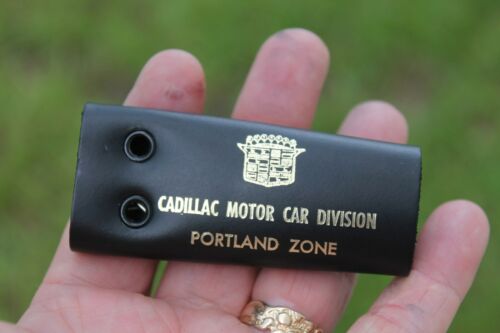 CADILLAC MOTOR CAR DIVISION
PORTLAND ZONE